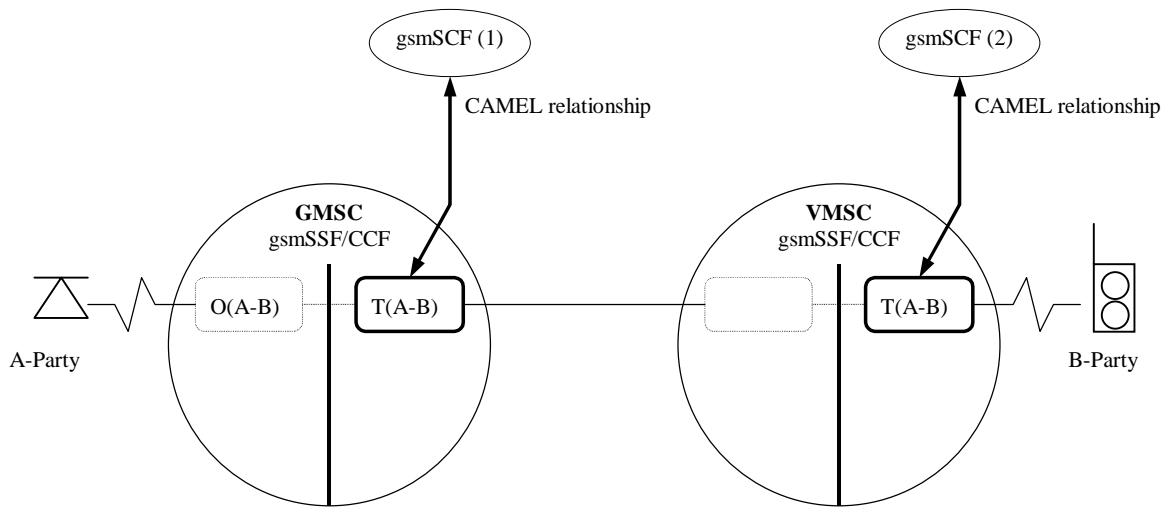 gsmSCF (1)
gsmSCF (2)
CAMEL relationship
CAMEL relationship
GMSC
gsmSSF/CCF
VMSC
gsmSSF/CCF
O(A-B)
T(A-B)
T(A-B)
A-Party
B-Party